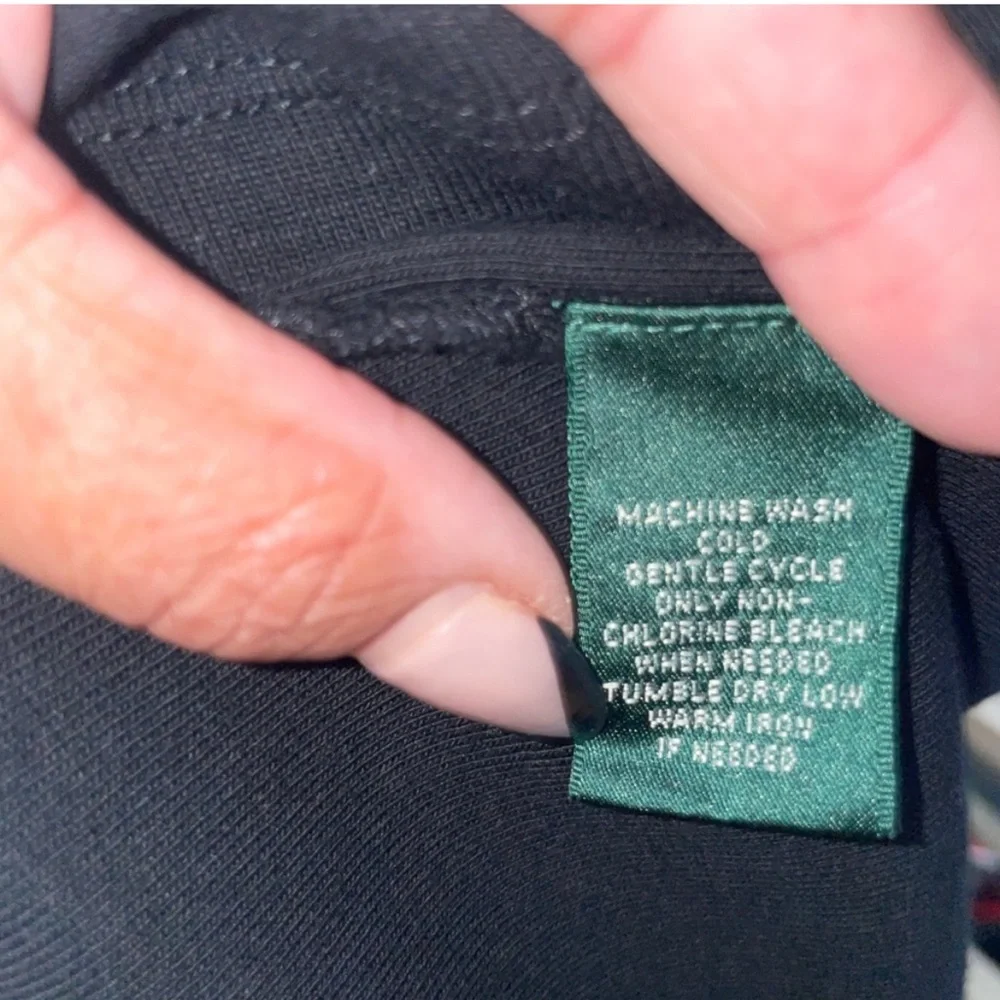 MACHINE WASH
COLD
GENTLE CYCLE
ONLY NON-
CHLORINE BLEACH
WHEN NEEDED
TUMBLE DRY LOW
WARM IRON
IF NEEDED